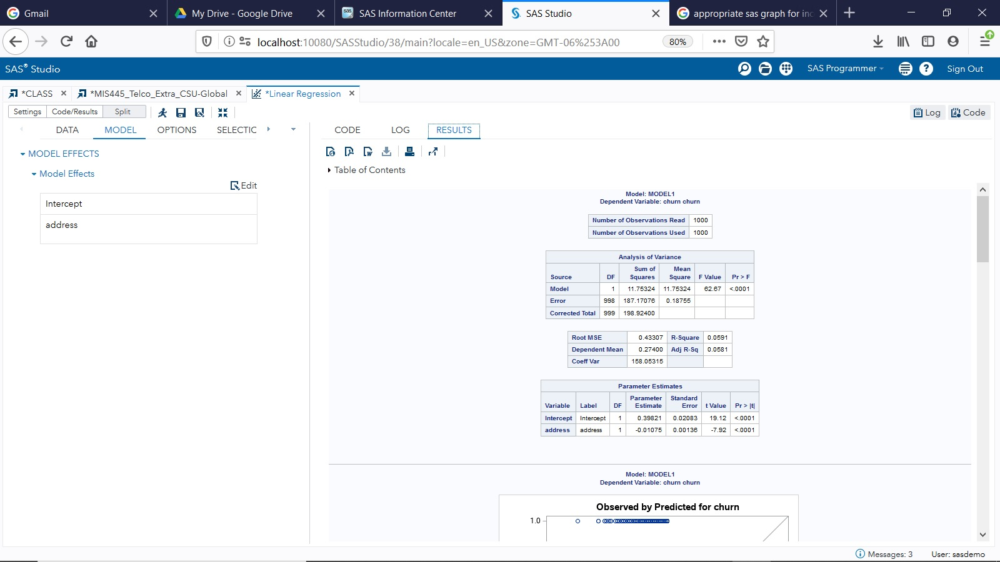 Gmail
My Drive - Google Drive
SAS Information Center
SAS Studio
appropriate sas graph for inc
localhost:10080/SASStudio/38/main?locale=en_US&zone=GMT-06%253A00
80%
SAS® Studio
SAS Programmer
Sign Out
*CLASS
*MIS445_Telco_Extra_CSU-Global
*Linear Regression
Settings
Code/Results
Split
Log
Code
DATA
MODEL
OPTIONS
SELECTIC
CODE
LOG
RESULTS
MODEL EFFECTS
Model Effects
Edit
Intercept
address
Table of Contents
Model: MODEL1
Dependent Variable: churn churn
Number of Observations Read 1000
Number of Observations Used 1000
Analysis of Variance
Source DF Sum of Squares Mean Square F Value Pr > F
Model 1 11.75324 11.75324 62.67 <.0001
Error 998 187.17076 0.18755
Corrected Total 999 198.92400
Root MSE 0.43307 R-Square 0.0591
Dependent Mean 0.27400 Adj R-Sq 0.0581
Coeff Var 158.05315
Parameter Estimates
Variable Label DF Parameter Estimate Standard Error t Value Pr > |t|
Intercept Intercept 1 0.39821 0.02083 19.12 <.0001
address address 1 -0.01075 0.00136 -7.92 <.0001
Model: MODEL1
Dependent Variable: churn churn
Observed by Predicted for churn
1.0
Messages: 3
User: sasdemo